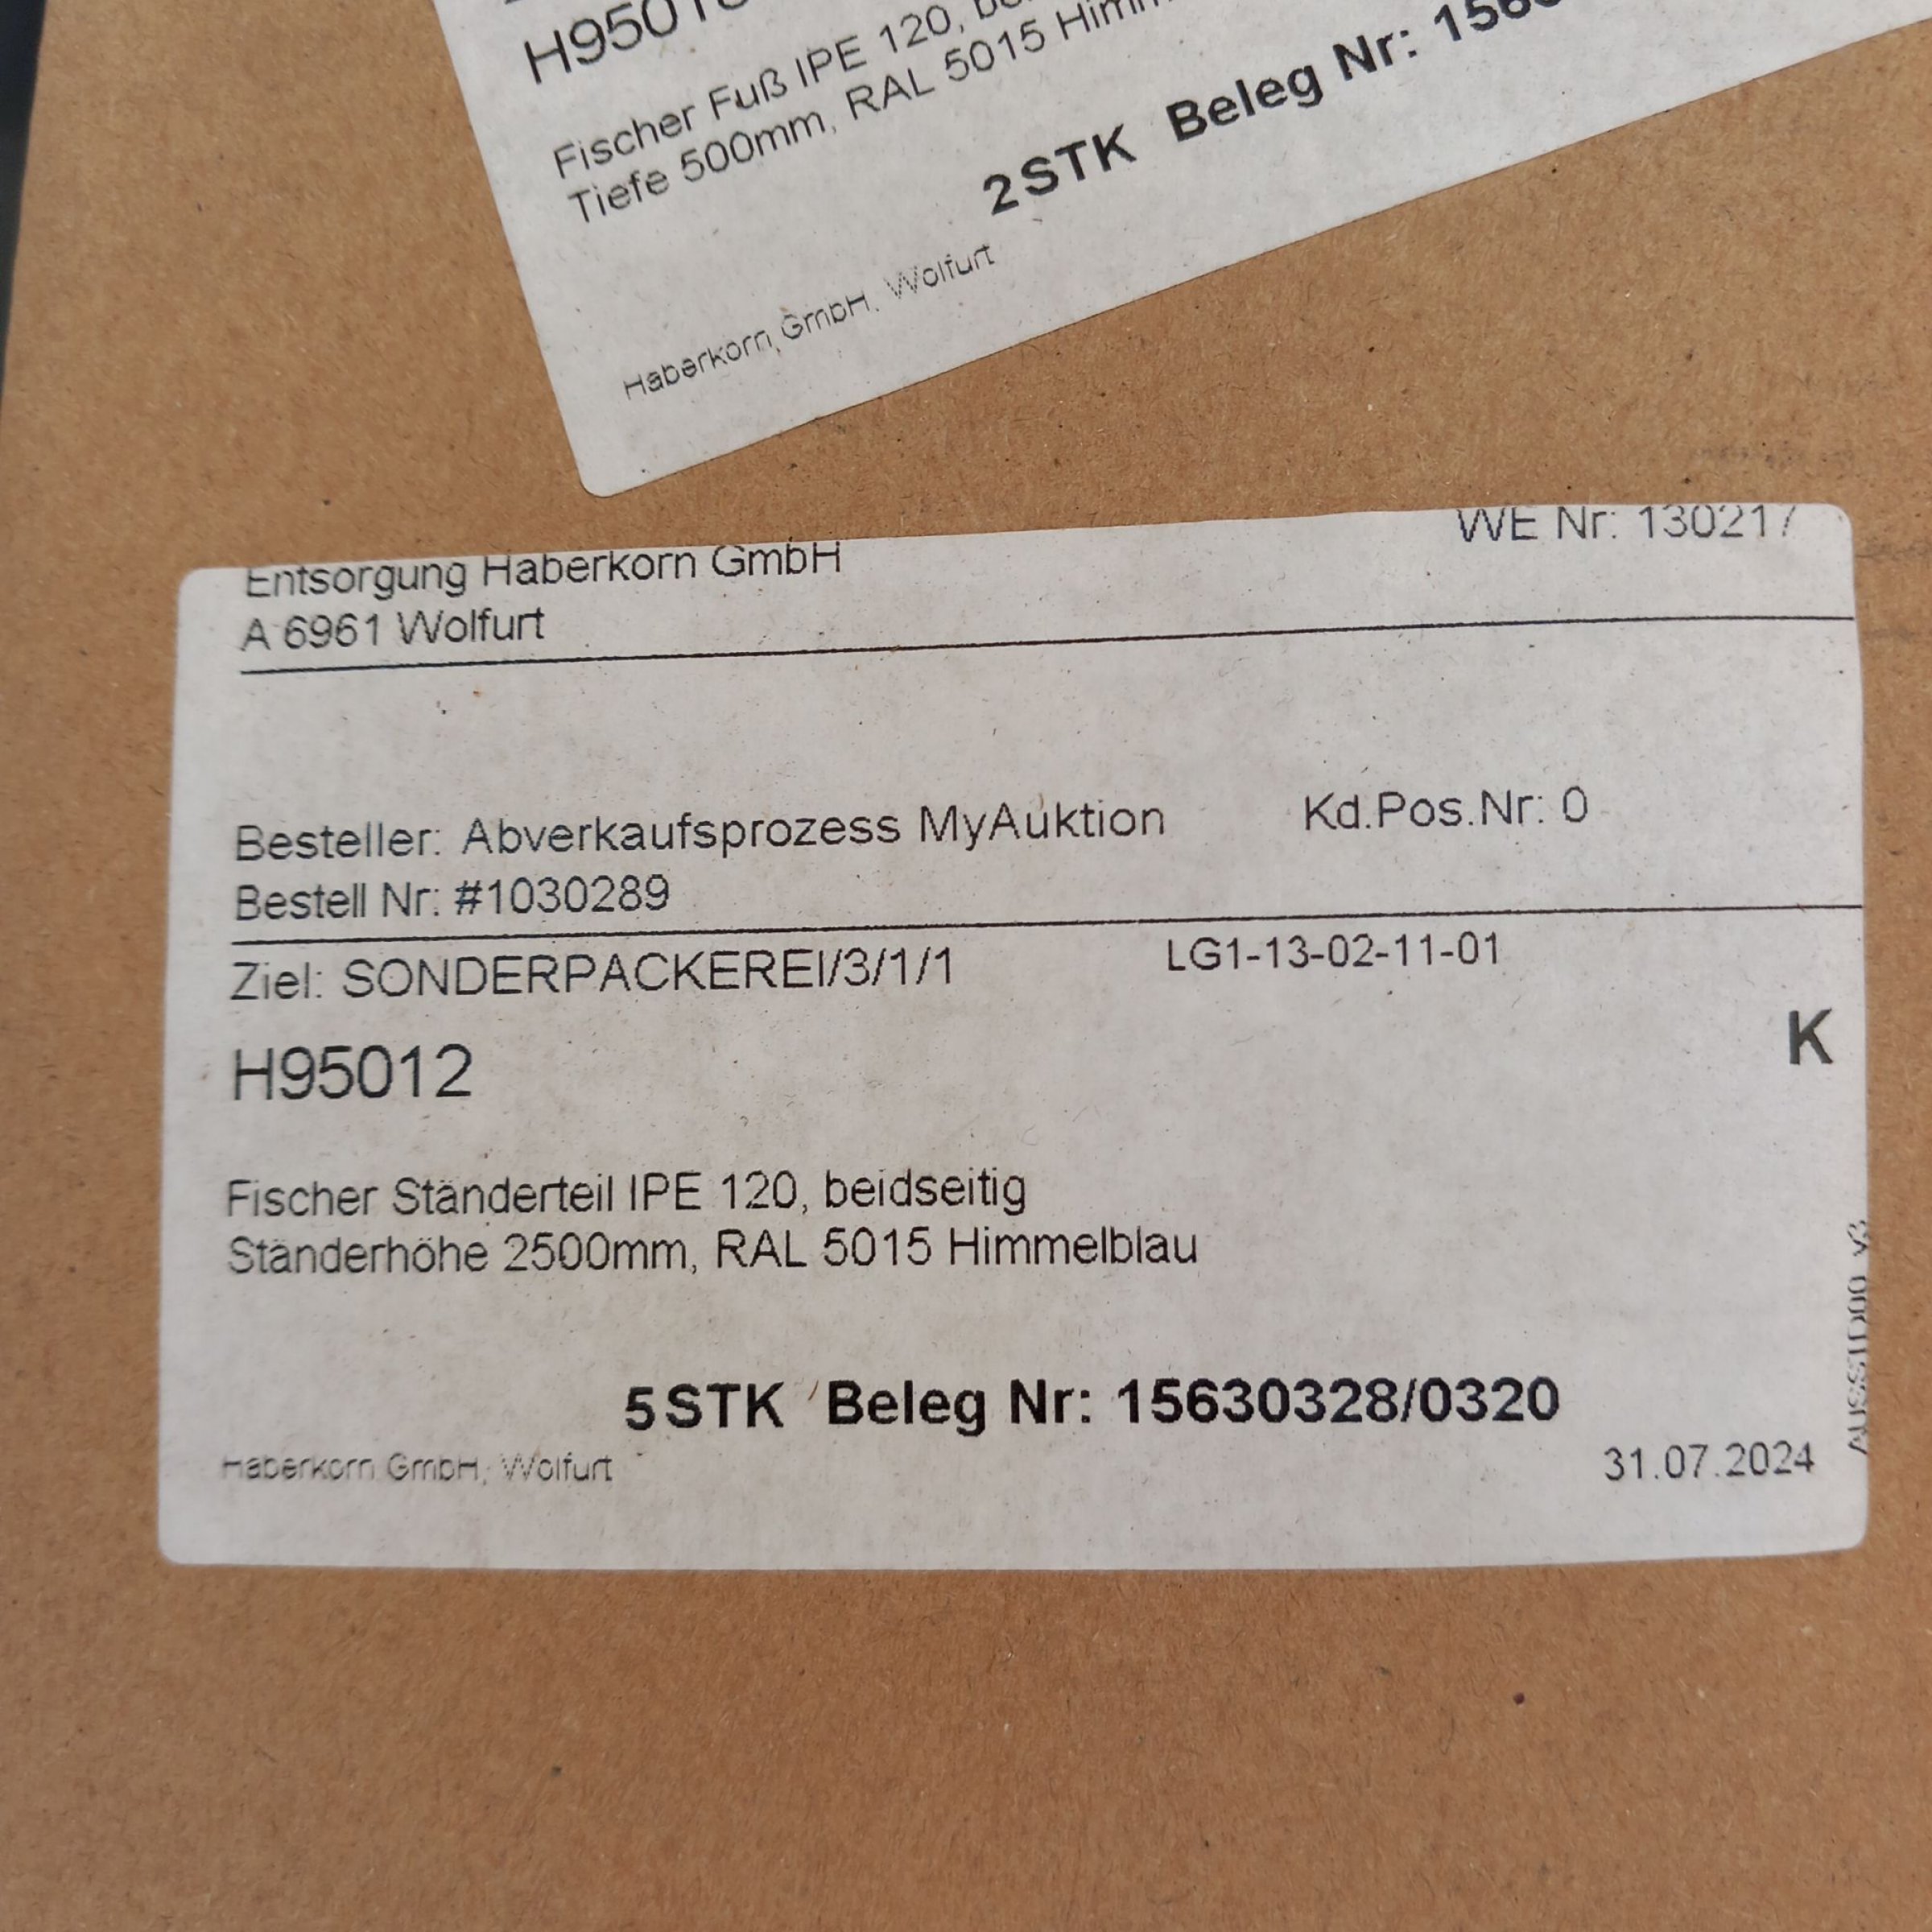 Fischer Fuß IPE 120,
Tiefe 500mm, RAL 5015
2STK Beleg Nr:
Haberkorn GmbH, Wolfurt
WE Nr: 130217
Entsorgung Haberkorn GmbH
A 6961 Wolfurt
Besteller: Abverkaufsprozess MyAuktion Kd.Pos.Nr: 0
Bestell Nr: #1030289
Ziel: SONDERPACKEREI/3/1/1 LG1-13-02-11-01
K
H95012
Fischer Ständerteil IPE 120, beidseitig
Ständerhöhe 2500mm, RAL 5015 Himmelblau
5STK Beleg Nr: 15630328/0320
Haberkorn GmbH, Wolfurt 31.07.2024